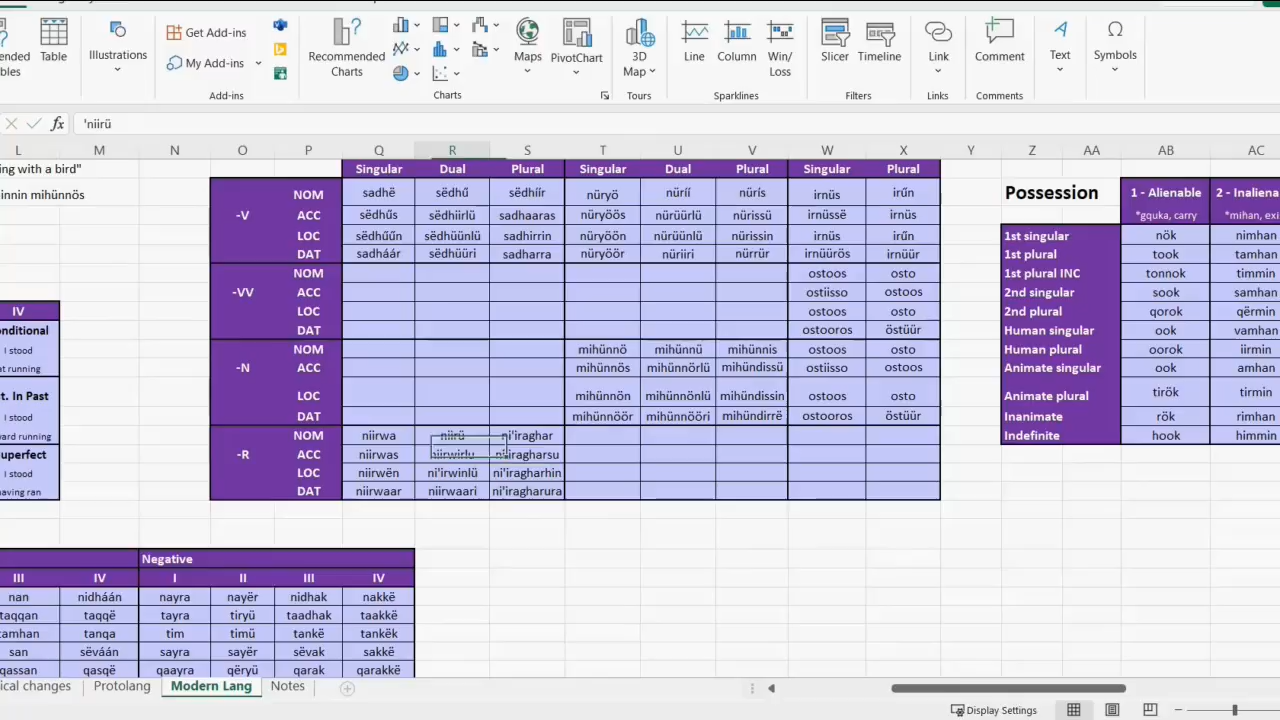 Table
Illustrations
Get Add-ins
My Add-ins
Add-ins
Recommended Charts
Maps
PivotChart
Charts
3D Map
Tours
Line
Column
Win/Loss
Sparklines
Slicer
Timeline
Filters
Link
Links
Comment
Comments
Text
Symbols
fx 'niirü
L M N O P Q R S T U V W X Y Z AA AB AC
ing with a bird"
innin mihünnös
IV
I stood
t. In Past
I stood
I stood
Singular Dual Plural Singular Dual Plural Singular Plural
-V NOM sadhë sëdhű sëdhíír nüryö nüríí nürís irnüs irűn
ACC sëdhűs sëdhiirlü sadhaaras nüryöös nürüürlü nürissü irnüssë irnüs
LOC sëdhűűn sëdhüünlü sadhirrin nüryöön nürüünlü nürissin irnüs irűn
DAT sadháár sëdhüüri sadharra nüryöör nüriiri nürrür irnüürös irnüür
-VV NOM ostoos osto
ACC ostiisso ostoos
LOC ostoos osto
DAT ostooros östüür
-N NOM mihünnö mihünnü mihünnis ostoos osto
ACC mihünnös mihünnörlü mihündissü ostiisso ostoos
LOC mihünnön mihünnönlü mihündissin ostoos osto
DAT mihünnöör mihünnööri mihündirrë ostooros östüür
-R NOM niirwa niirü ni'iraghar
ACC niirwas niirwirlu ni'iragharsu
LOC niirwën ni'irwinlü ni'iragharhin
DAT niirwaar niirwaari ni'iragharura
Possession 1 - Alienable 2 - Inaliena
*gquka, carry *mihan, exi
1st singular nök nimhan
1st plural took tamhan
1st plural INC tonnok timmin
2nd singular sook samhan
2nd plural qorok qërmin
Human singular ook vamhan
Human plural oorok iirmin
Animate singular ook amhan
Animate plural tirök tirmin
Inanimate rök rimhan
Indefinite hook himmin
Negative
III IV I II III IV
nan nidháán nayra nayër nidhak nakkë
taqqan taqqë tayra tiryü taadhak taakkë
tamhan tanqa tim timü tankë tankëk
san sëváán sayra sayër sëvak sakkë
qassan qasqë qaayra qëryü qarak qarakkë
ical changes Protolang Modern Lang Notes
Display Settings